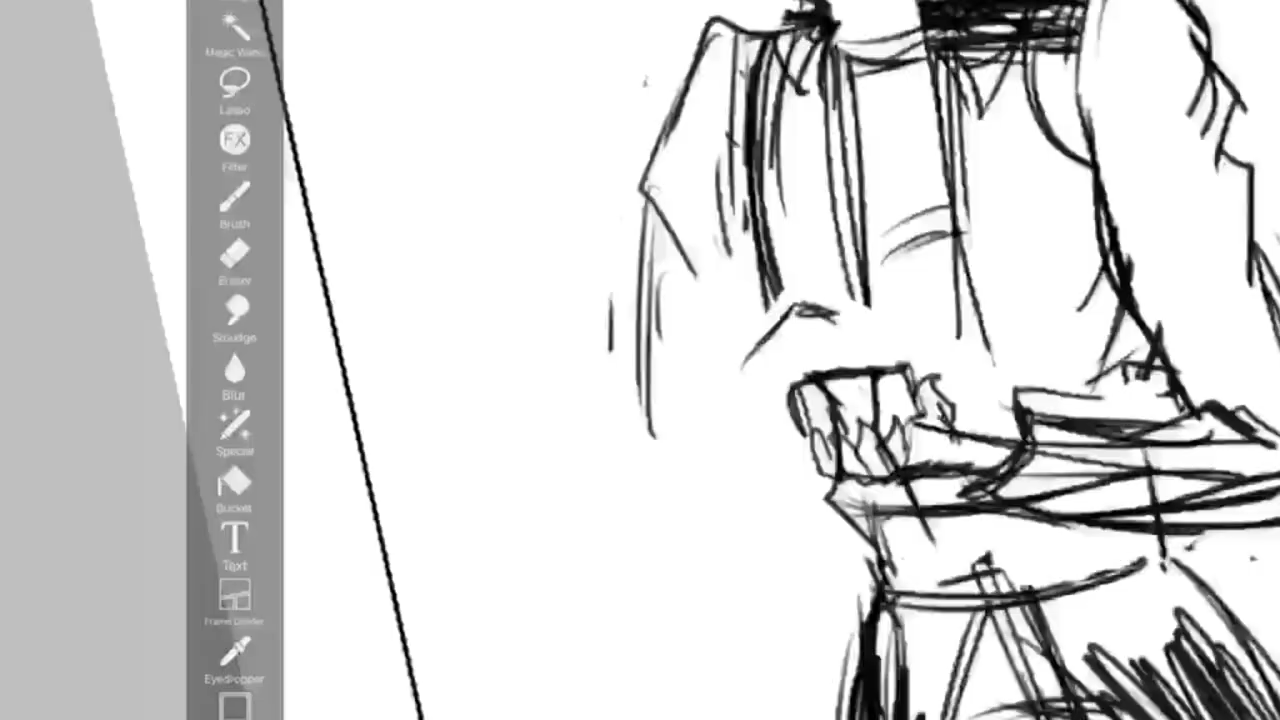 Magic Wand
Lasso
FX
Filter
Brush
Eraser
Smudge
Blur
Special
Bucket
T
Text
Frame Divider
Eyedropper